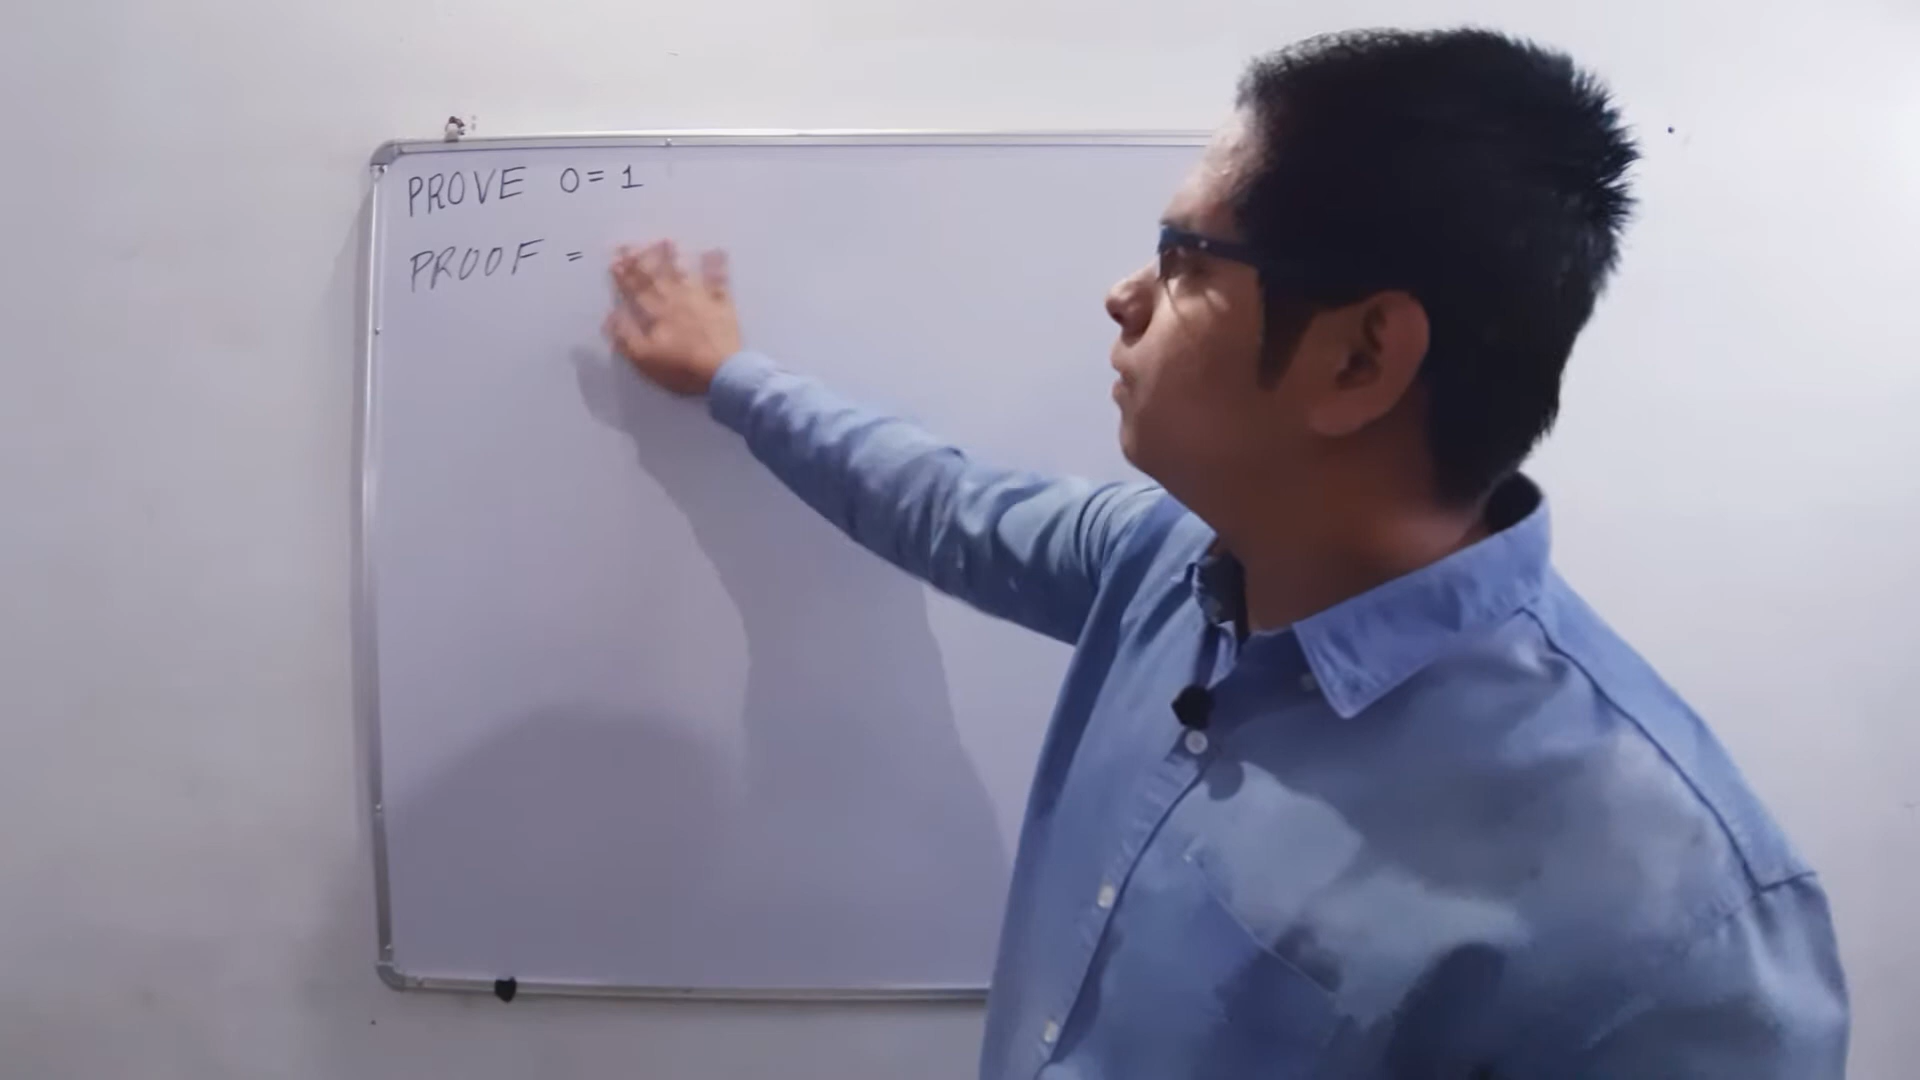 PROVE 0 = 1
PROOF =